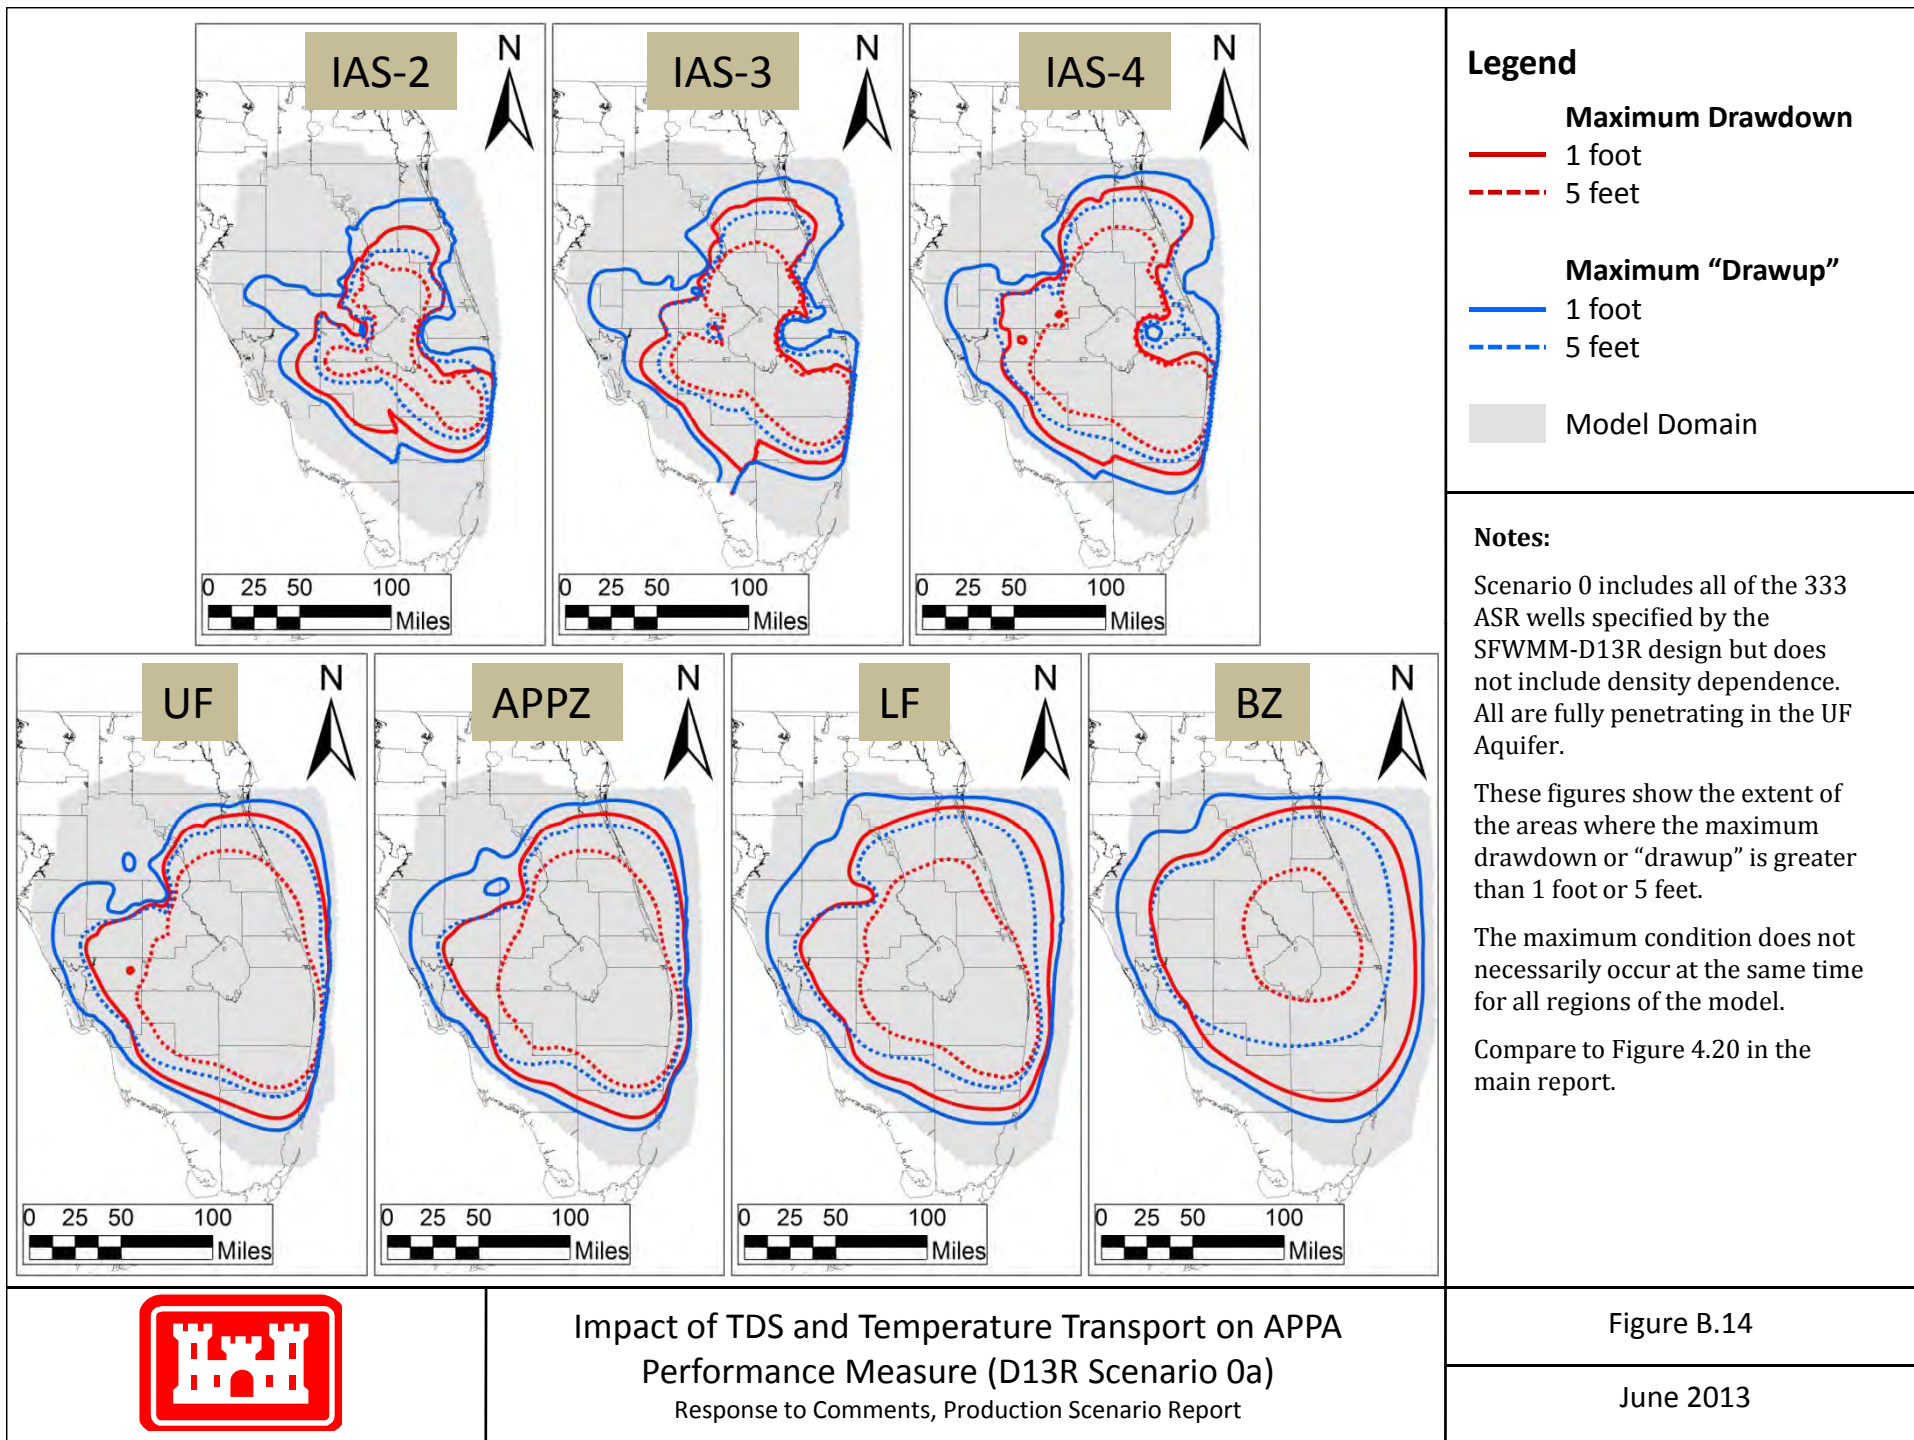 IAS-2
N
0 25 50 100
Miles
IAS-3
N
0 25 50 100
Miles
IAS-4
N
0 25 50 100
Miles
UF
N
0 25 50 100
Miles
APPZ
N
0 25 50 100
Miles
LF
N
0 25 50 100
Miles
BZ
N
0 25 50 100
Miles
Legend
Maximum Drawdown
1 foot
5 feet
Maximum “Drawup”
1 foot
5 feet
Model Domain
Notes:
Scenario 0 includes all of the 333
ASR wells specified by the
SFWMM-D13R design but does
not include density dependence.
All are fully penetrating in the UF
Aquifer.
These figures show the extent of
the areas where the maximum
drawdown or “drawup” is greater
than 1 foot or 5 feet.
The maximum condition does not
necessarily occur at the same time
for all regions of the model.
Compare to Figure 4.20 in the
main report.
Impact of TDS and Temperature Transport on APPA
Performance Measure (D13R Scenario 0a)
Response to Comments, Production Scenario Report
Figure B.14
June 2013